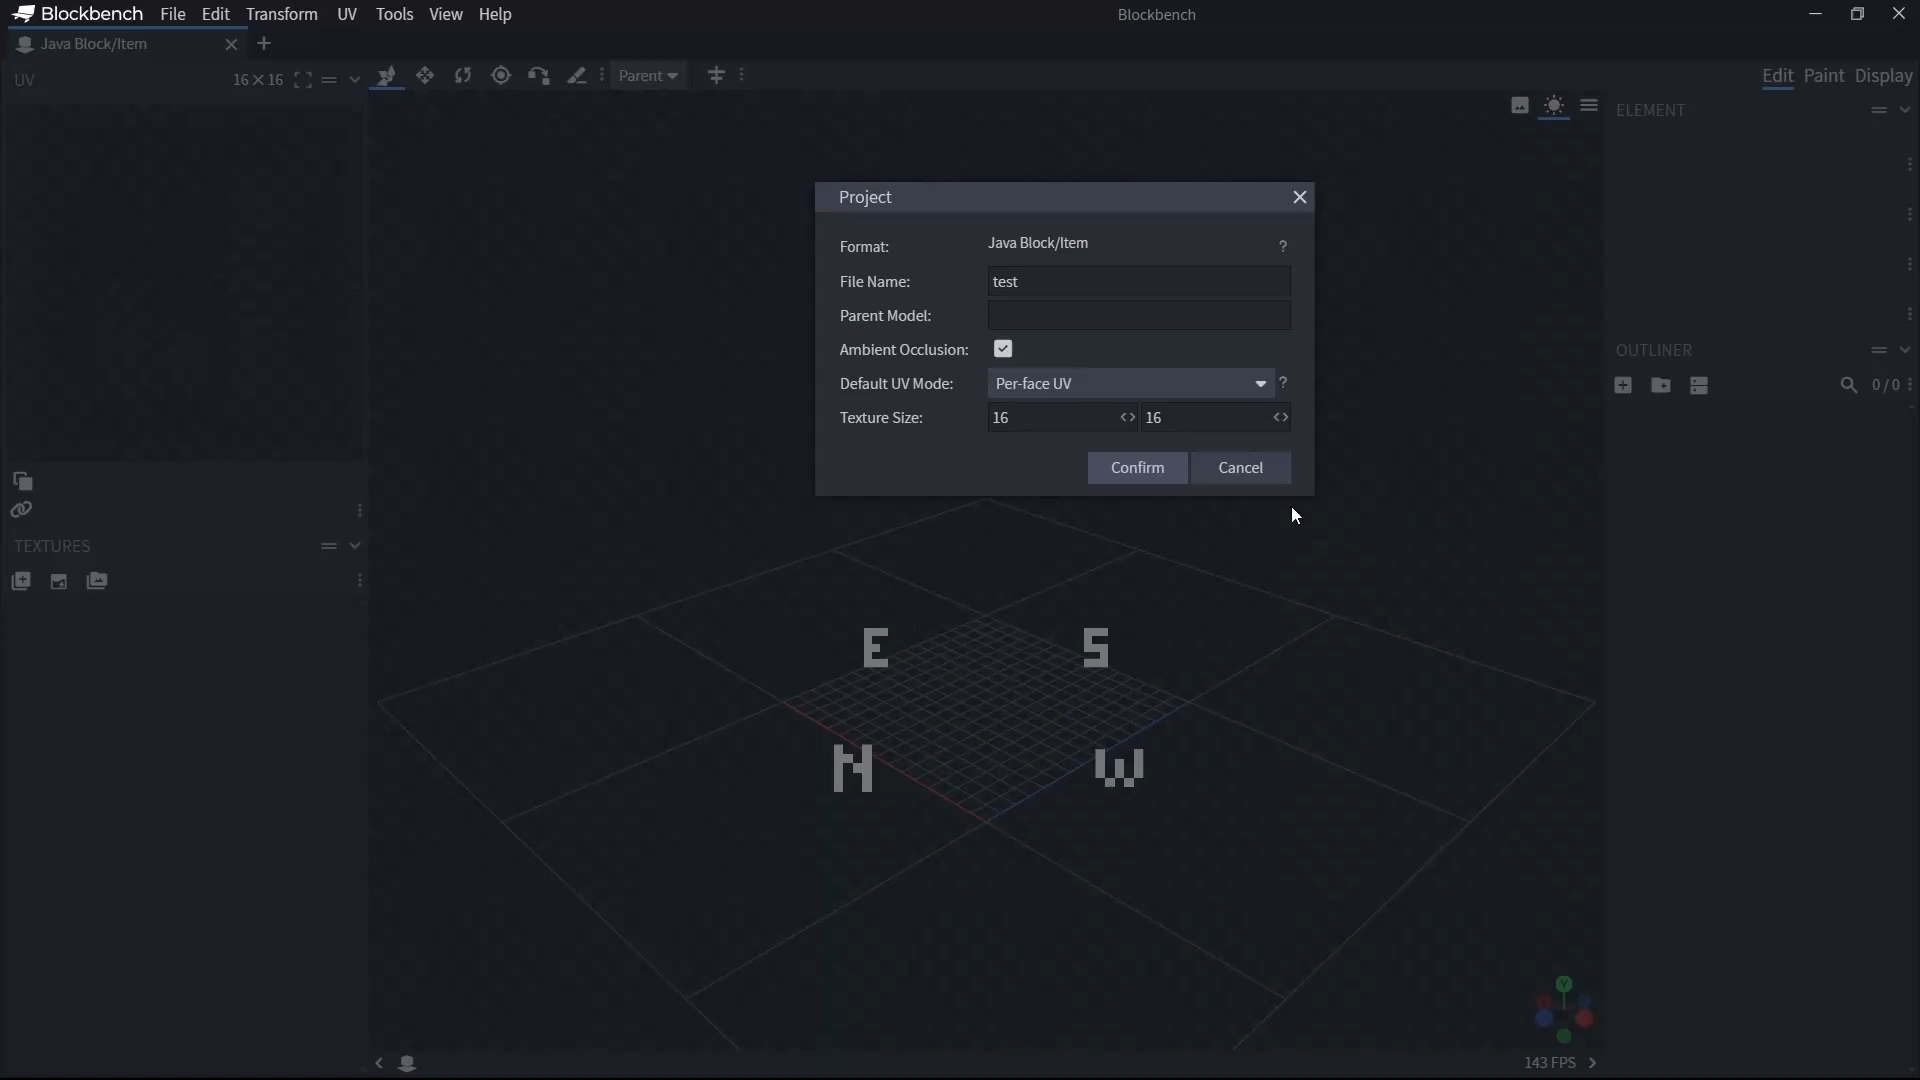 Blockbench File Edit Transform UV Tools View Help Blockbench
Java Block/Item
UV 16×16 Parent Edit Paint Display
ELEMENT
Project
Format: Java Block/Item ?
File Name: test
Parent Model:
Ambient Occlusion:
Default UV Mode: Per-face UV ?
Texture Size: 16 16
Confirm Cancel
OUTLINER
0/0
TEXTURES
E S
N W
Y
143 FPS